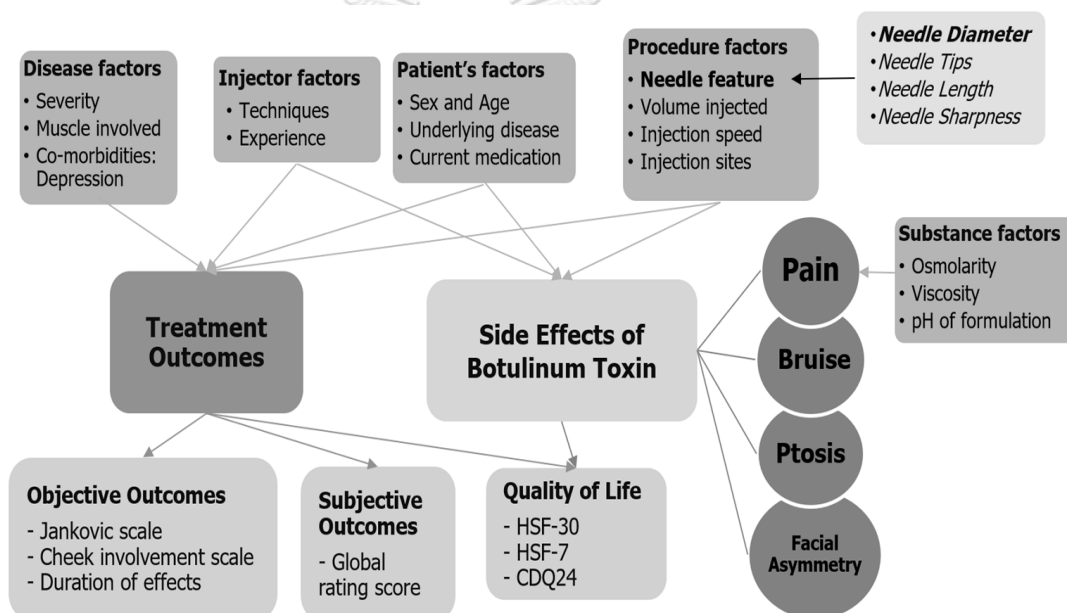 Disease factors
• Severity
• Muscle involved
• Co-morbidities:
Depression
Injector factors
• Techniques
• Experience
Patient's factors
• Sex and Age
• Underlying disease
• Current medication
Procedure factors
• Needle feature
• Volume injected
• Injection speed
• Injection sites
•Needle Diameter
•Needle Tips
•Needle Length
•Needle Sharpness
Treatment
Outcomes
Side Effects of
Botulinum Toxin
Pain
Bruise
Ptosis
Facial
Asymmetry
Substance factors
• Osmolarity
• Viscosity
• pH of formulation
Objective Outcomes
- Jankovic scale
- Cheek involvement scale
- Duration of effects
Subjective
Outcomes
- Global
rating score
Quality of Life
- HSF-30
- HSF-7
- CDQ24